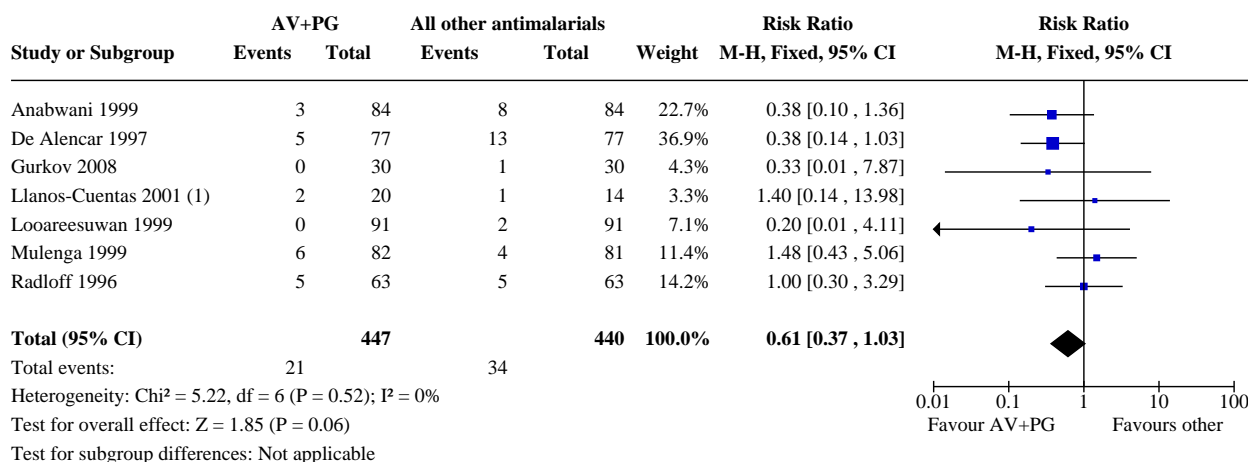 AV+PG All other antimalarials Risk Ratio Risk Ratio
Study or Subgroup Events Total Events Total Weight M-H, Fixed, 95% CI M-H, Fixed, 95% CI
Anabwani 1999 3 84 8 84 22.7% 0.38 [0.10 , 1.36]
De Alencar 1997 5 77 13 77 36.9% 0.38 [0.14 , 1.03]
Gurkov 2008 0 30 1 30 4.3% 0.33 [0.01 , 7.87]
Llanos-Cuentas 2001 (1) 2 20 1 14 3.3% 1.40 [0.14 , 13.98]
Looareesuwan 1999 0 91 2 91 7.1% 0.20 [0.01 , 4.11]
Mulenga 1999 6 82 4 81 11.4% 1.48 [0.43 , 5.06]
Radloff 1996 5 63 5 63 14.2% 1.00 [0.30 , 3.29]
Total (95% CI) 447 440 100.0% 0.61 [0.37 , 1.03]
Total events: 21 34
Heterogeneity: Chi² = 5.22, df = 6 (P = 0.52); I² = 0%
Test for overall effect: Z = 1.85 (P = 0.06)
Test for subgroup differences: Not applicable
0.01 0.1 1 10 100
Favour AV+PG Favours other